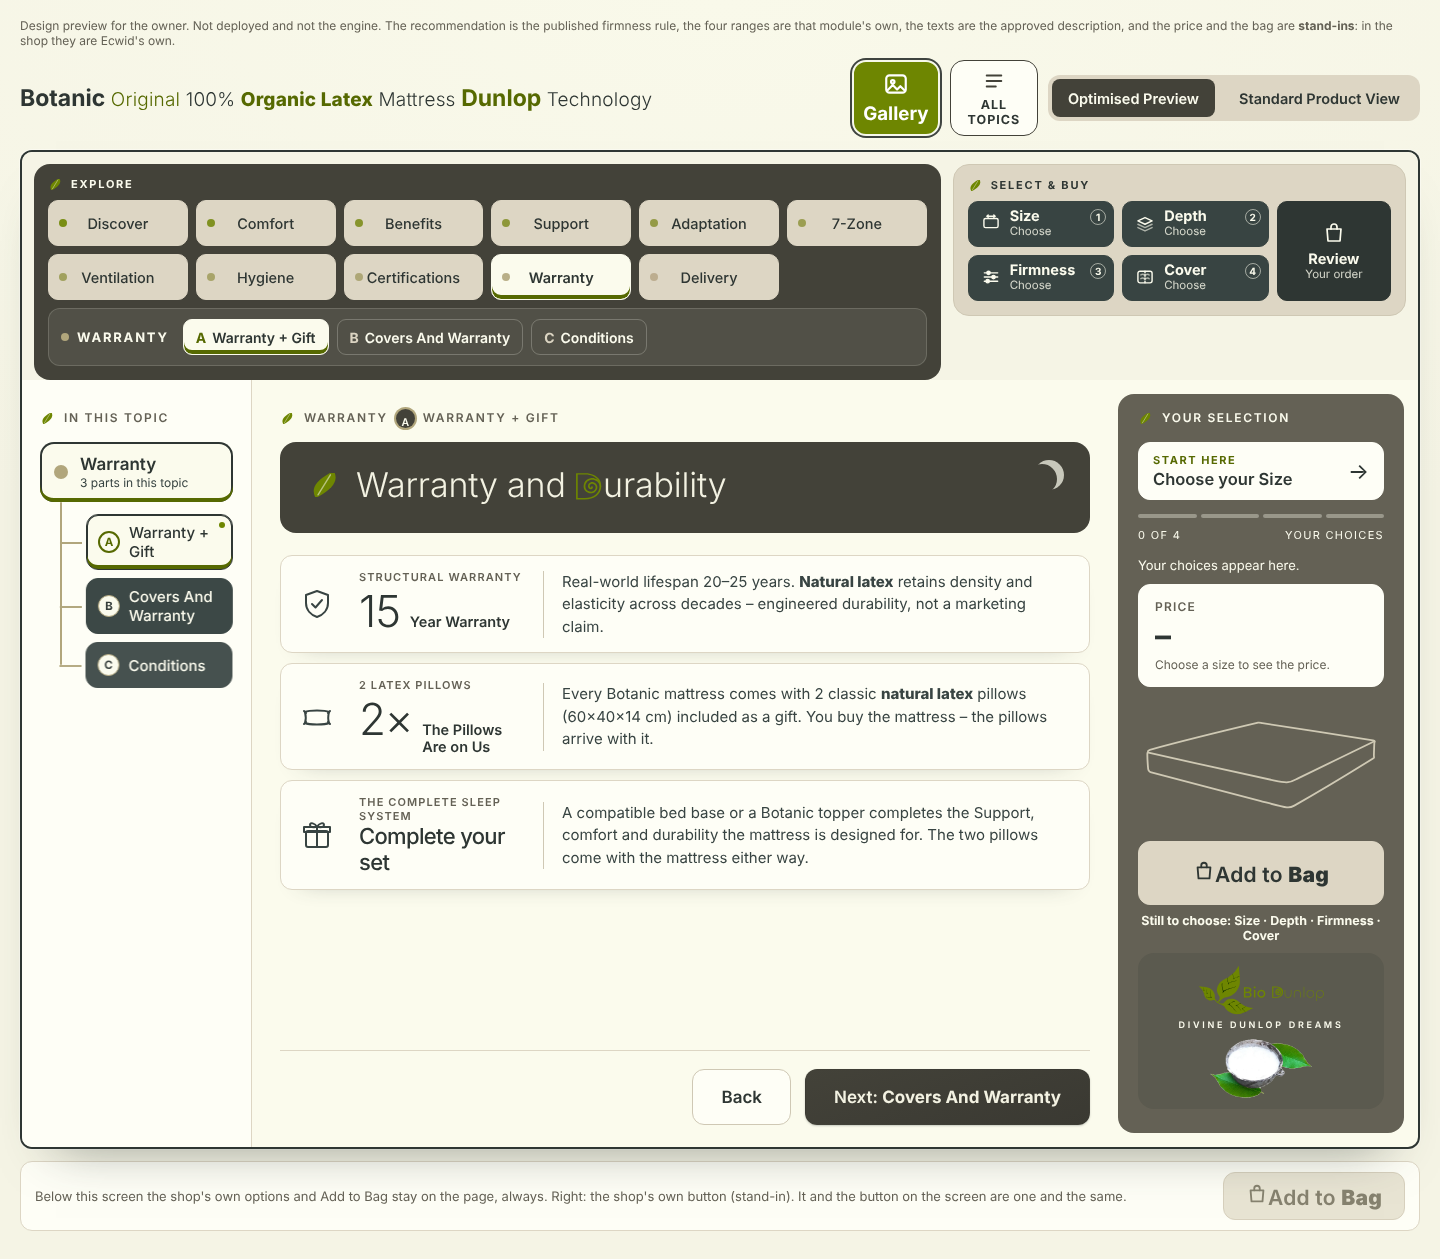 Design preview for the owner. Not deployed and not the engine. The recommendation is the published firmness rule, the four ranges are that module's own, the texts are the approved description, and the price and the bag are stand-ins: in the
shop they are Ecwid's own.
Botanic Original 100% Organic Latex Mattress Dunlop Technology
Gallery
ALL
TOPICS
Optimised Preview
Standard Product View
EXPLORE
Discover
Comfort
Benefits
Support
Adaptation
7-Zone
Ventilation
Hygiene
Certifications
Warranty
Delivery
WARRANTY
A Warranty + Gift
B Covers And Warranty
C Conditions
SELECT & BUY
Size
Choose
1
Depth
Choose
2
Firmness
Choose
3
Cover
Choose
4
Review
Your order
IN THIS TOPIC
Warranty
3 parts in this topic
A
Warranty +
Gift
B
Covers And
Warranty
C
Conditions
WARRANTY A WARRANTY + GIFT
Warranty and Durability
STRUCTURAL WARRANTY
15 Year Warranty
Real-world lifespan 20–25 years. Natural latex retains density and
elasticity across decades – engineered durability, not a marketing
claim.
2 LATEX PILLOWS
2× The Pillows
Are on Us
Every Botanic mattress comes with 2 classic natural latex pillows
(60×40×14 cm) included as a gift. You buy the mattress – the pillows
arrive with it.
THE COMPLETE SLEEP
SYSTEM
Complete your
set
A compatible bed base or a Botanic topper completes the Support,
comfort and durability the mattress is designed for. The two pillows
come with the mattress either way.
Back
Next: Covers And Warranty
YOUR SELECTION
START HERE
Choose your Size
0 OF 4
YOUR CHOICES
Your choices appear here.
PRICE
–
Choose a size to see the price.
Add to Bag
Still to choose: Size · Depth · Firmness ·
Cover
Bio Dunlop
DIVINE DUNLOP DREAMS
Below this screen the shop's own options and Add to Bag stay on the page, always. Right: the shop's own button (stand-in). It and the button on the screen are one and the same.
Add to Bag